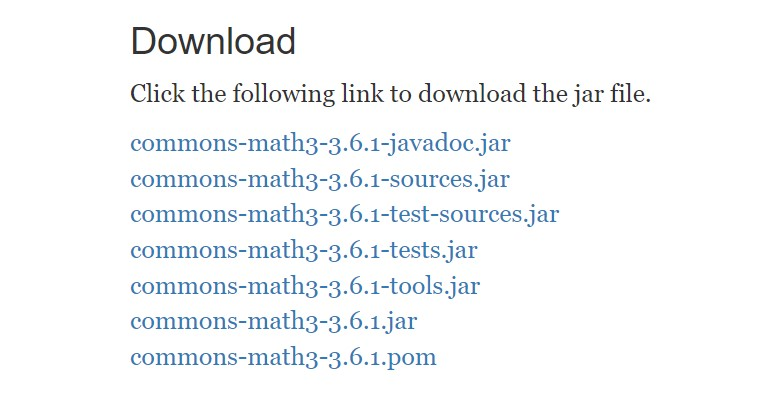 Download
Click the following link to download the jar file.
commons-math3-3.6.1-javadoc.jar
commons-math3-3.6.1-sources.jar
commons-math3-3.6.1-test-sources.jar
commons-math3-3.6.1-tests.jar
commons-math3-3.6.1-tools.jar
commons-math3-3.6.1.jar
commons-math3-3.6.1.pom